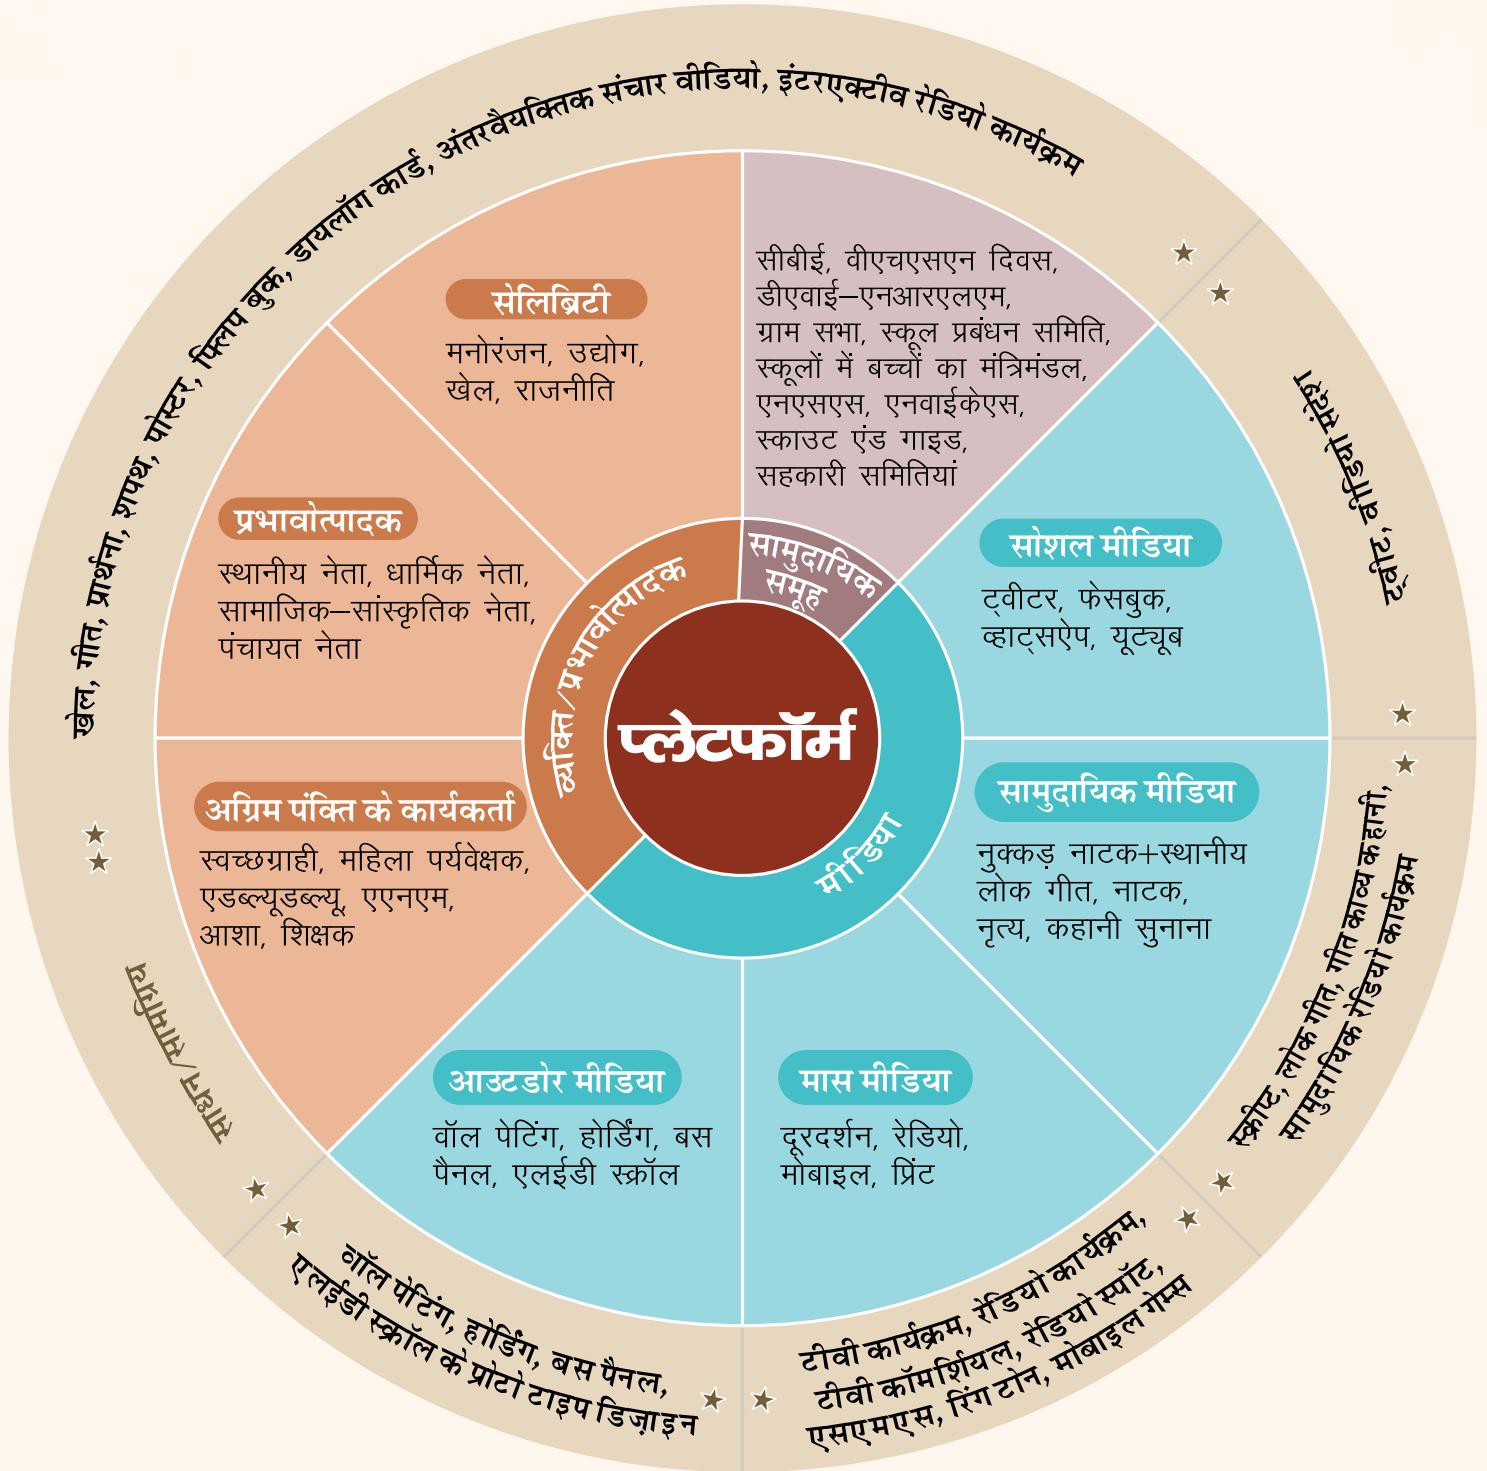 खेल, गीत, प्रार्थना, शपथ, पोस्टर, फ्लिप बुक, डायलॉग कार्ड, अंतरवैयक्तिक संचार वीडियो, इंटरएक्टीव रेडियो कार्यक्रम
सेलिब्रिटी
मनोरंजन, उद्योग,
खेल, राजनीति
सीबीई, वीएचएसएन दिवस,
डीएवाई–एनआरएलएम,
ग्राम सभा, स्कूल प्रबंधन समिति,
स्कूलों में बच्चों का मंत्रिमंडल,
एनएसएस, एनवाईकेएस,
स्काउट एंड गाइड,
सहकारी समितियां
ट्वीट, वीडियो संदेश
प्रभावोत्पादक
स्थानीय नेता, धार्मिक नेता,
सामाजिक–सांस्कृतिक नेता,
पंचायत नेता
सोशल मीडिया
ट्वीटर, फेसबुक,
व्हाट्सऐप, यूट्यूब
व्यक्ति/प्रभावोत्पादक
सामुदायिक
समूह
प्लेटफॉर्म
मीडिया
अग्रिम पंक्ति के कार्यकर्ता
स्वच्छग्राही, महिला पर्यवेक्षक,
एडब्ल्यूडब्ल्यू, एएनएम,
आशा, शिक्षक
सामुदायिक मीडिया
नुक्कड़ नाटक+स्थानीय
लोक गीत, नाटक,
नृत्य, कहानी सुनाना
स्क्रीप्ट, लोक गीत, गीत काव्य कहानी,
सामुदायिक रेडियो कार्यक्रम
साधन/सामग्रिय
आउटडोर मीडिया
वॉल पेटिंग, होर्डिंग, बस
पैनल, एलईडी स्क्रॉल
मास मीडिया
दूरदर्शन, रेडियो,
मोबाइल, प्रिंट
वॉल पेटिंग, होर्डिंग, बस पैनल,
एलईडी स्क्रॉल के प्रोटो टाइप डिज़ाइन
टीवी कार्यक्रम, रेडियो कार्यक्रम,
टीवी कॉमर्शियल, रेडियो स्पॉट,
एसएमएस, रिंग टोन, मोबाइल गेम्स